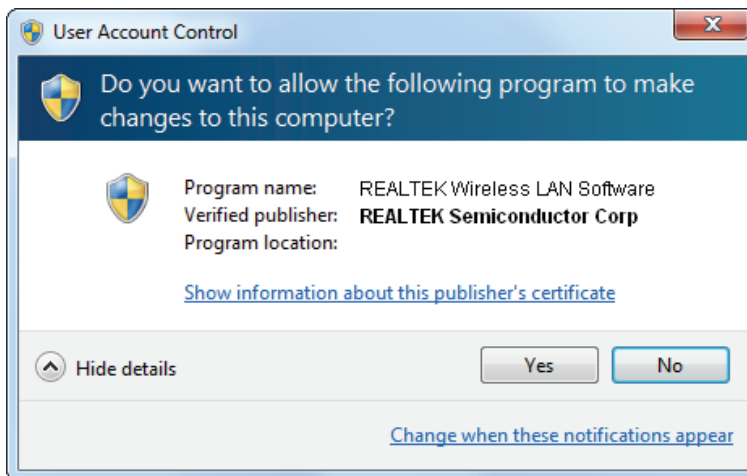 User Account Control
Do you want to allow the following program to make
changes to this computer?
Program name: REALTEK Wireless LAN Software
Verified publisher: REALTEK Semiconductor Corp
Program location:
Show information about this publisher's certificate
Hide details Yes No
Change when these notifications appear